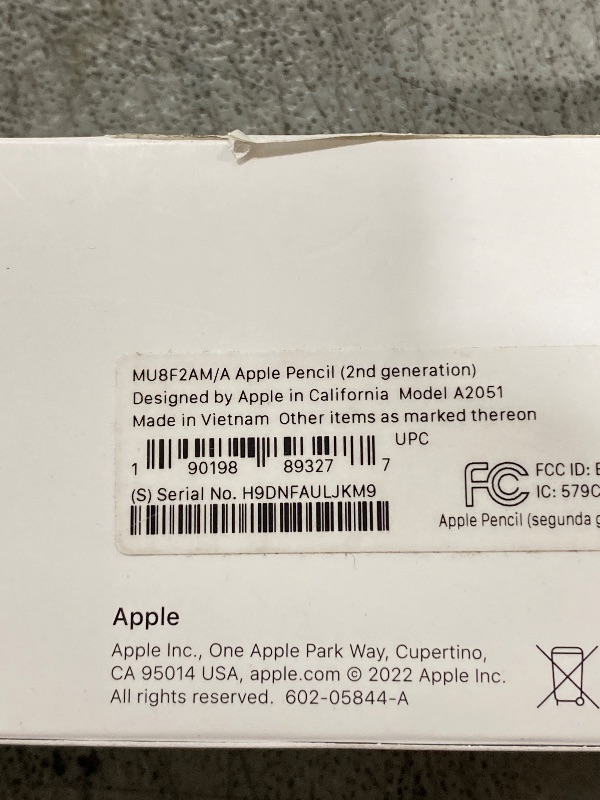 MU8F2AM/A Apple Pencil (2nd generation)
Designed by Apple in California Model A2051
Made in Vietnam Other items as marked thereon
UPC
1 90198 89327 7
(S) Serial No. H9DNFAULJKM9
FC
FCC ID:
IC: 579C
Apple Pencil (segunda
Apple
Apple Inc., One Apple Park Way, Cupertino,
CA 95014 USA, apple.com © 2022 Apple Inc.
All rights reserved. 602-05844-A